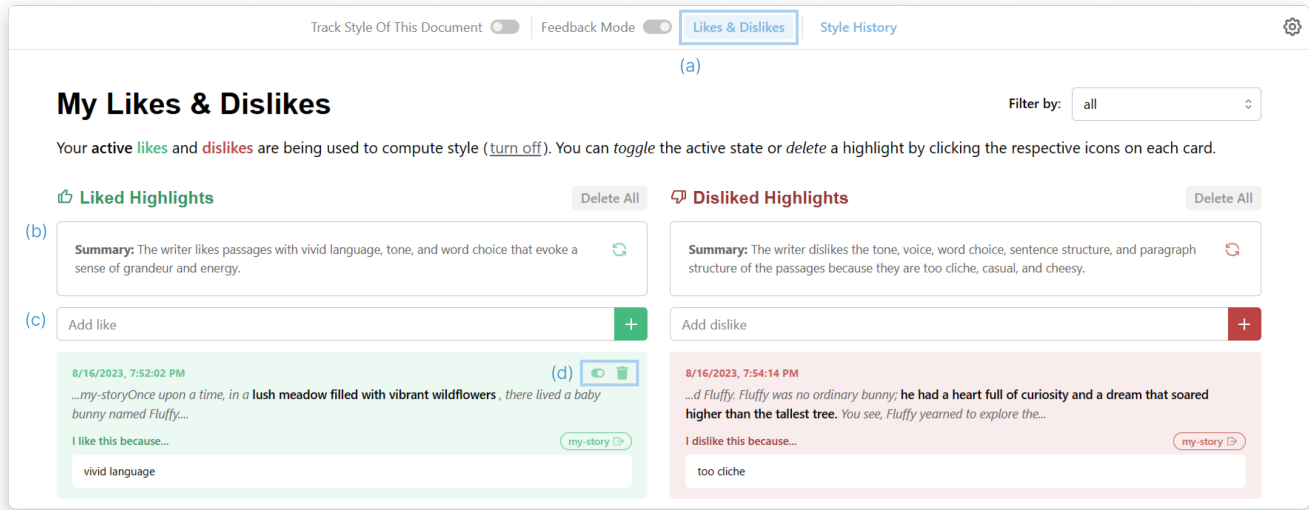 Track Style Of This Document
Feedback Mode
Likes & Dislikes
Style History
(a)
My Likes & Dislikes
Filter by:
all
Your active likes and dislikes are being used to compute style (turn off). You can toggle the active state or delete a highlight by clicking the respective icons on each card.
Liked Highlights
Delete All
(b)
Summary: The writer likes passages with vivid language, tone, and word choice that evoke a
sense of grandeur and energy.
(c)
Add like
+
8/16/2023, 7:52:02 PM
(d)
...my-storyOnce upon a time, in a lush meadow filled with vibrant wildflowers , there lived a baby
bunny named Fluffy....
I like this because...
my-story
vivid language
Disliked Highlights
Delete All
Summary: The writer dislikes the tone, voice, word choice, sentence structure, and paragraph
structure of the passages because they are too cliche, casual, and cheesy.
Add dislike
+
8/16/2023, 7:54:14 PM
...d Fluffy. Fluffy was no ordinary bunny; he had a heart full of curiosity and a dream that soared
higher than the tallest tree. You see, Fluffy yearned to explore the...
I dislike this because...
my-story
too cliche